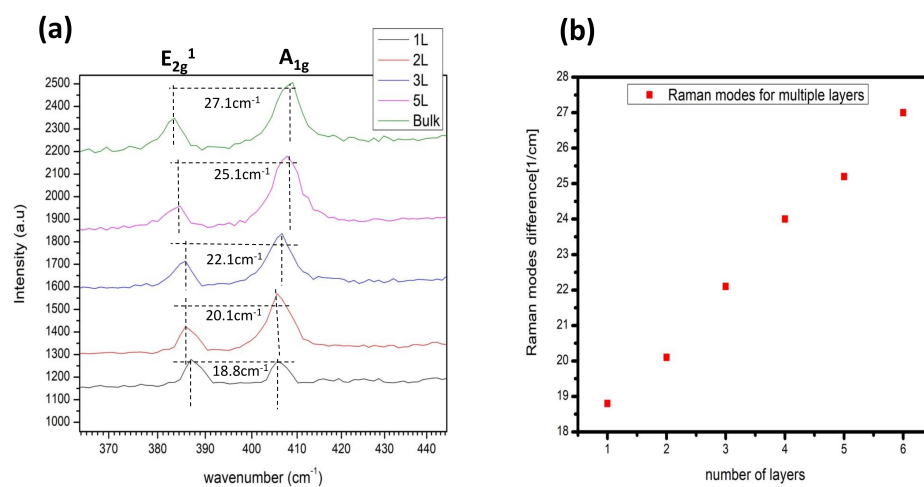 (a)
E2g1 A1g
1L
2L
3L
5L
Bulk
2500
2400
2300
2200
2100
2000
1900
1800
1700
1600
1500
1400
1300
1200
1100
1000
27.1cm-1
25.1cm-1
22.1cm-1
20.1cm-1
18.8cm-1
370 380 390 400 410 420 430 440
Intensity (a.u)
wavenumber (cm-1)
(b)
Raman modes for multiple layers
28
27
26
25
24
23
22
21
20
19
18
1 2 3 4 5 6
Raman modes difference[1/cm]
number of layers